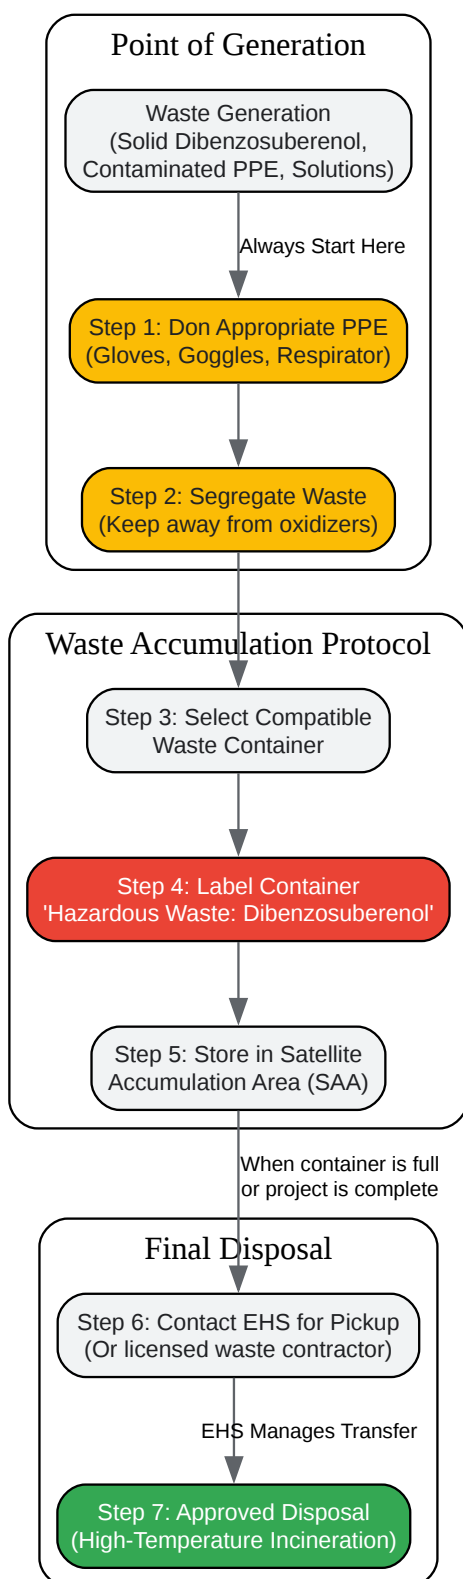 Point of Generation
Waste Generation
(Solid Dibenzosuberenol,
Contaminated PPE, Solutions)
Always Start Here
Step 1: Don Appropriate PPE
(Gloves, Goggles, Respirator)
Step 2: Segregate Waste
(Keep away from oxidizers)
Waste Accumulation Protocol
Step 3: Select Compatible
Waste Container
Step 4: Label Container
'Hazardous Waste: Dibenzosuberenol'
Step 5: Store in Satellite
Accumulation Area (SAA)
When container is full
or project is complete
Final Disposal
Step 6: Contact EHS for Pickup
(Or licensed waste contractor)
EHS Manages Transfer
Step 7: Approved Disposal
(High-Temperature Incineration)